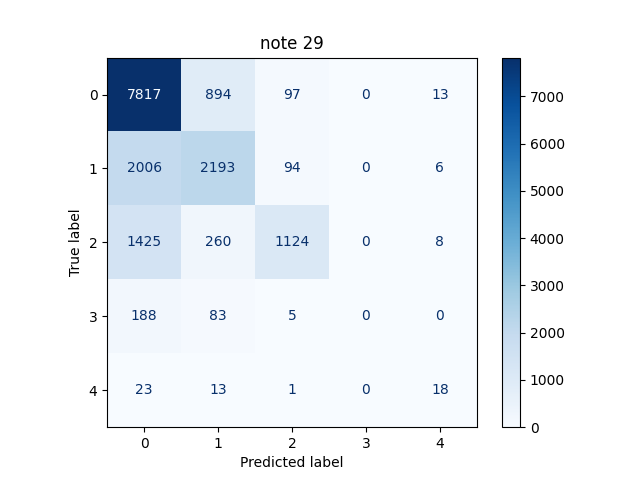 note 29
0 7817 894 97 0 13
1 2006 2193 94 0 6
2 1425 260 1124 0 8
3 188 83 5 0 0
4 23 13 1 0 18
0 1 2 3 4
True label
Predicted label
7000
6000
5000
4000
3000
2000
1000
0